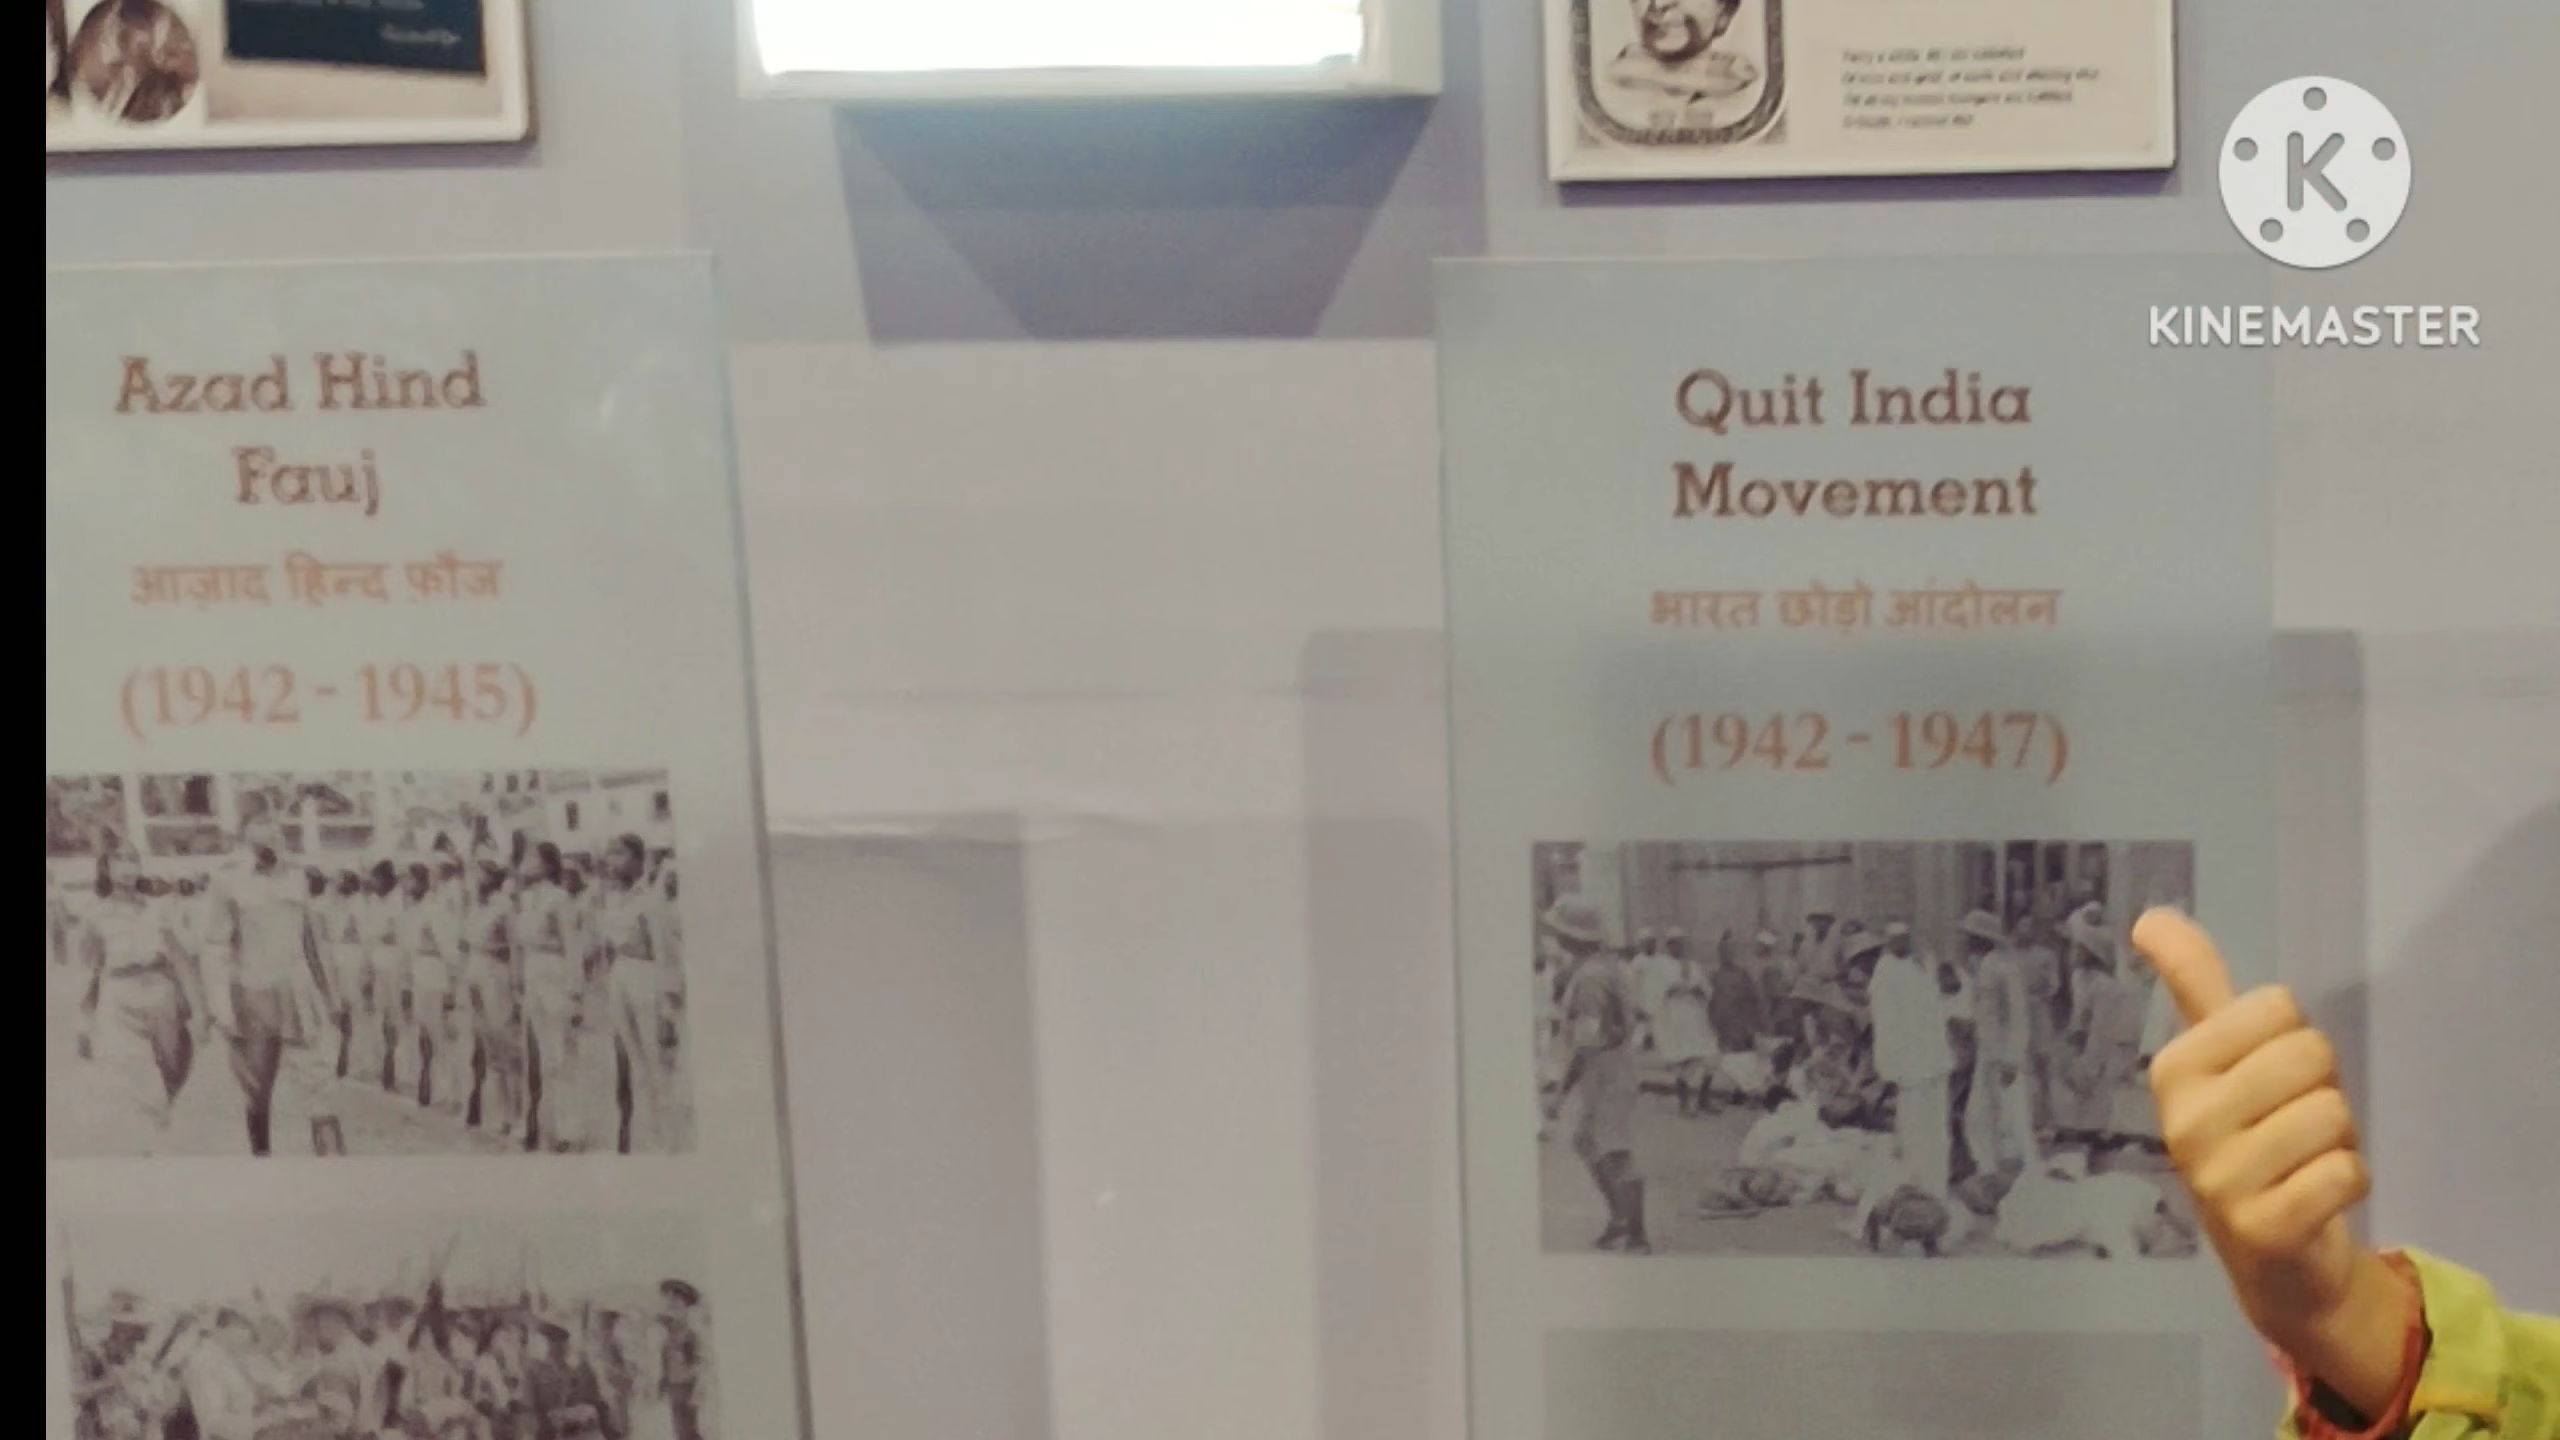 Azad Hind
Fauj
आज़ाद हिन्द फ़ौज
(1942 - 1945)
Quit India
Movement
भारत छोड़ो आंदोलन
(1942 - 1947)
K
KINEMASTER